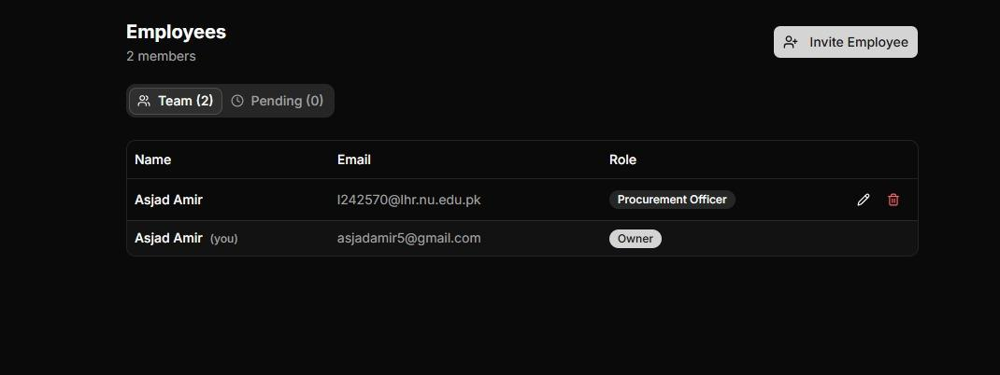 Employees
2 members
Invite Employee
Team (2) Pending (0)
Name Email Role
Asjad Amir l242570@lhr.nu.edu.pk Procurement Officer
Asjad Amir (you) asjadamir5@gmail.com Owner